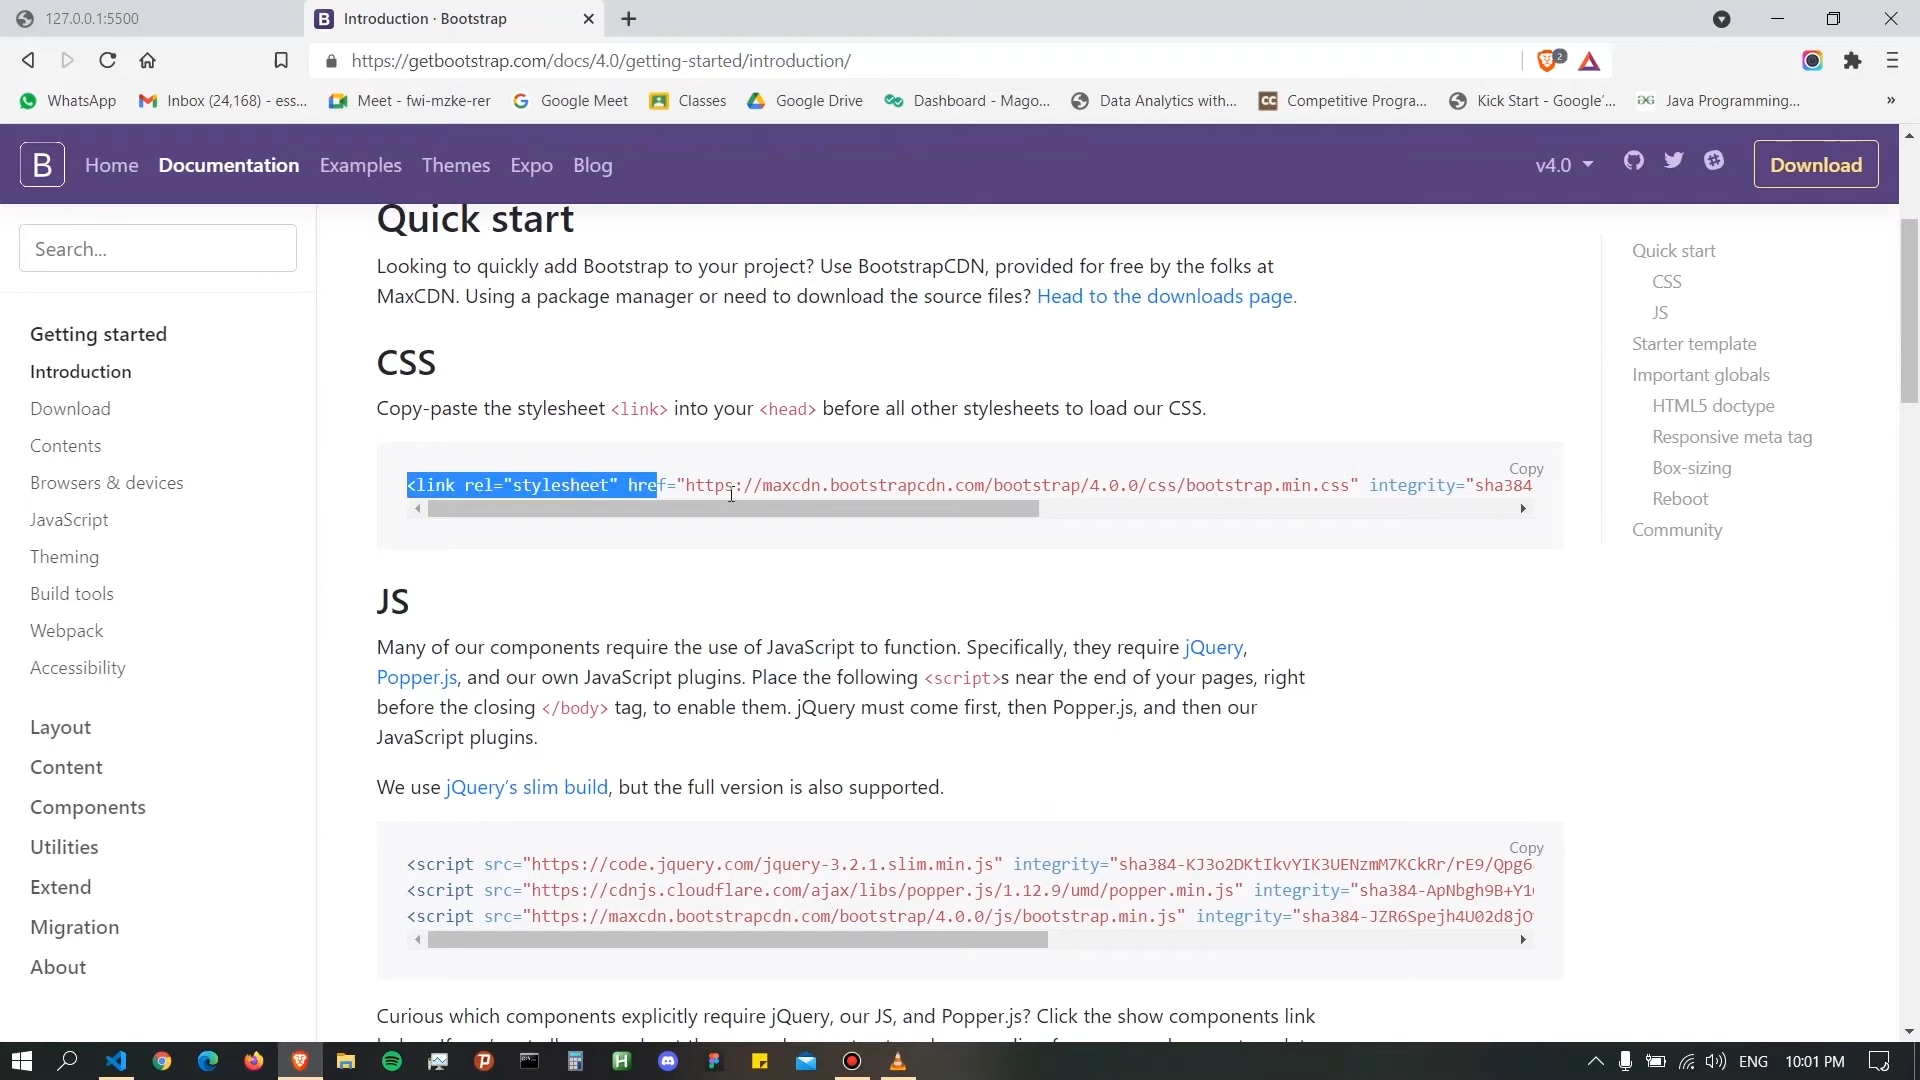 127.0.0.1:5500
Introduction · Bootstrap
https://getbootstrap.com/docs/4.0/getting-started/introduction/
2
WhatsApp
Inbox (24,168) - ess...
Meet - fwi-mzke-rer
Google Meet
Classes
Google Drive
Dashboard - Mago...
Data Analytics with...
CC
Competitive Progra...
Kick Start - Google'...
Java Programming...
»
B
Home
Documentation
Examples
Themes
Expo
Blog
v4.0
Download
Search...
Getting started
Introduction
Download
Contents
Browsers & devices
JavaScript
Theming
Build tools
Webpack
Accessibility
Layout
Content
Components
Utilities
Extend
Migration
About
Quick start
Looking to quickly add Bootstrap to your project? Use BootstrapCDN, provided for free by the folks at
MaxCDN. Using a package manager or need to download the source files? Head to the downloads page.
CSS
Copy-paste the stylesheet <link> into your <head> before all other stylesheets to load our CSS.
Copy
<link rel="stylesheet" href="https://maxcdn.bootstrapcdn.com/bootstrap/4.0.0/css/bootstrap.min.css" integrity="sha384
JS
Many of our components require the use of JavaScript to function. Specifically, they require jQuery,
Popper.js, and our own JavaScript plugins. Place the following <script>s near the end of your pages, right
before the closing </body> tag, to enable them. jQuery must come first, then Popper.js, and then our
JavaScript plugins.
We use jQuery's slim build, but the full version is also supported.
Copy
<script src="https://code.jquery.com/jquery-3.2.1.slim.min.js" integrity="sha384-KJ3o2DKtIkvYIK3UENzmM7KCkRr/rE9/Qpg6
<script src="https://cdnjs.cloudflare.com/ajax/libs/popper.js/1.12.9/umd/popper.min.js" integrity="sha384-ApNbgh9B+Y1
<script src="https://maxcdn.bootstrapcdn.com/bootstrap/4.0.0/js/bootstrap.min.js" integrity="sha384-JZR6Spejh4U02d8jO
Curious which components explicitly require jQuery, our JS, and Popper.js? Click the show components link
Quick start
CSS
JS
Starter template
Important globals
HTML5 doctype
Responsive meta tag
Box-sizing
Reboot
Community
ENG
10:01 PM